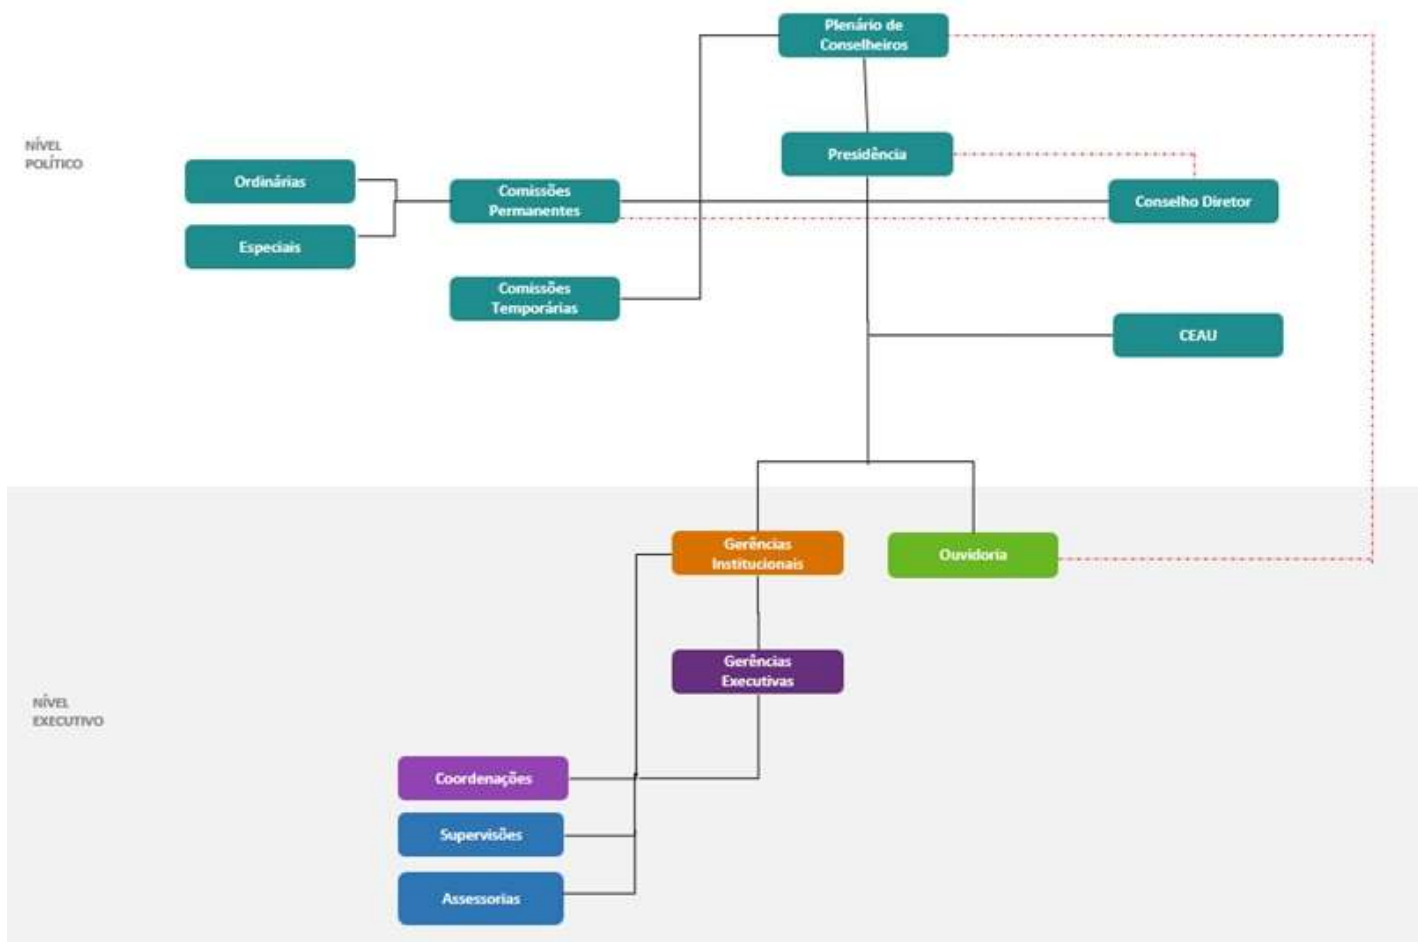 Plenário de
Conselheiros
NÍVEL
POLÍTICO
Presidência
Ordinárias
Comissões
Permanentes
Conselho Diretor
Especiais
Comissões
Temporárias
CEAU
Gerências
Institucionais
Ouvidoria
Gerências
Executivas
NÍVEL
EXECUTIVO
Coordenações
Supervisões
Assessorias